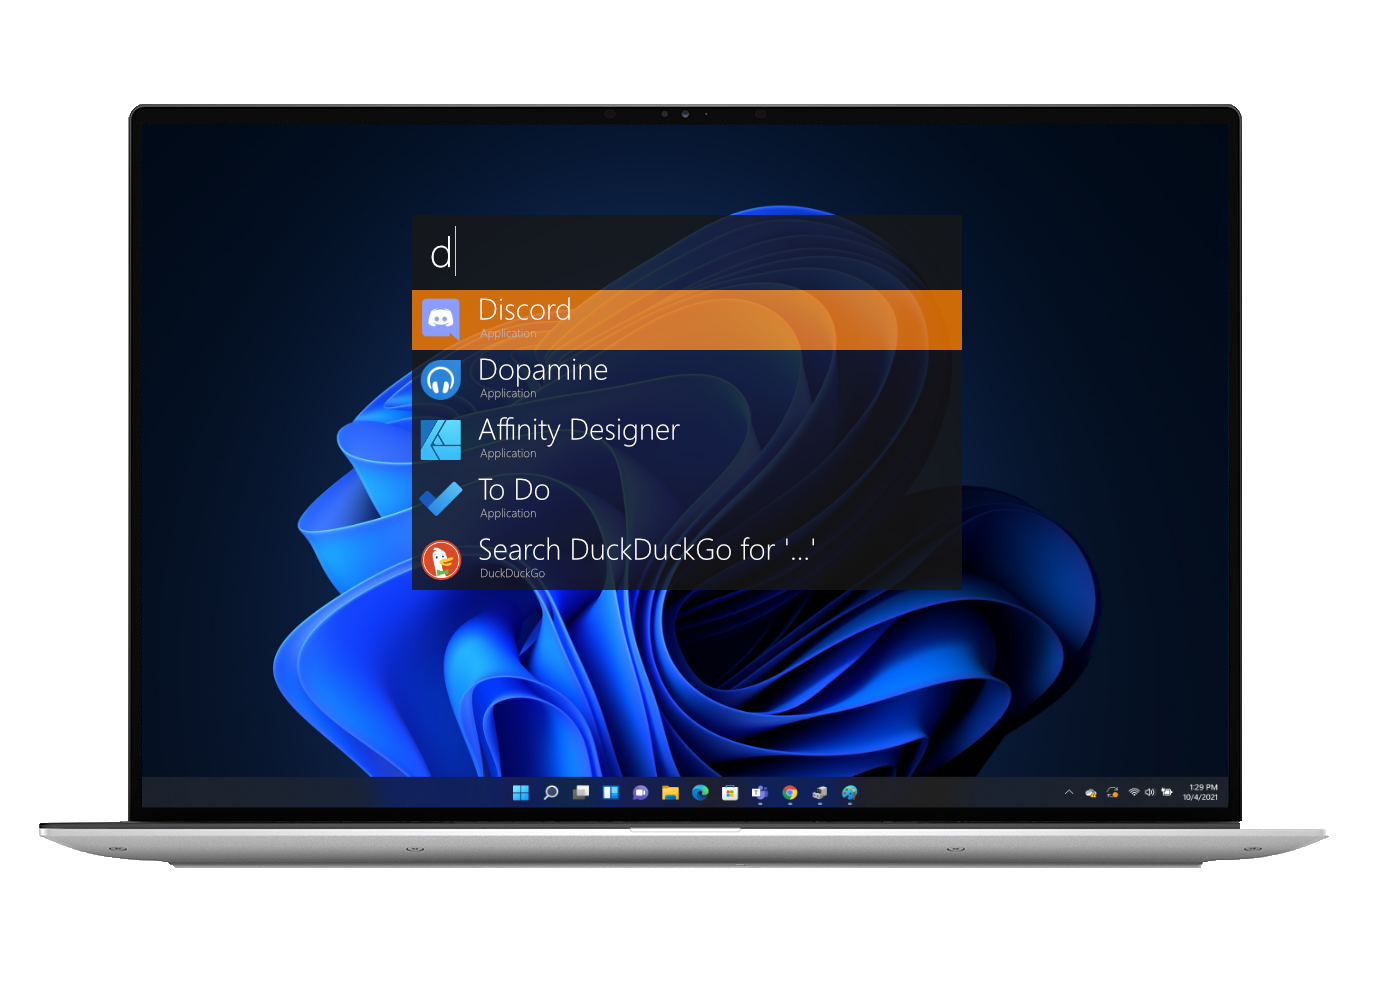 d
Discord
Application
Dopamine
Application
Affinity Designer
Application
To Do
Application
Search DuckDuckGo for '...'
DuckDuckGo
1:29 PM
10/4/2021